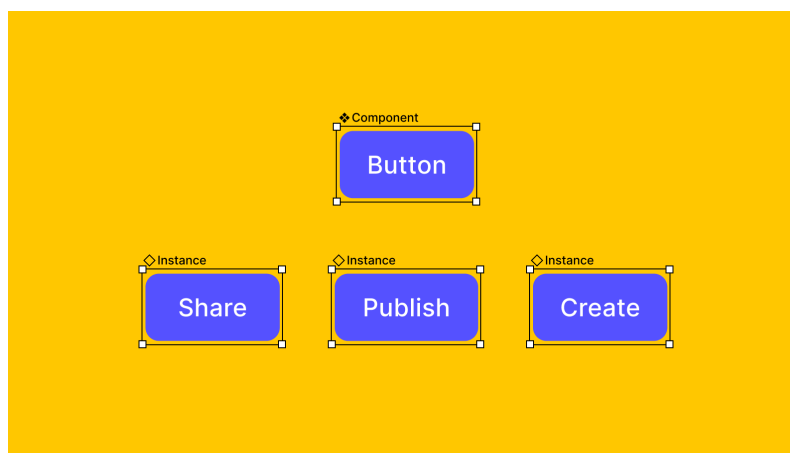 Component
Button
Instance
Instance
Instance
Share
Publish
Create